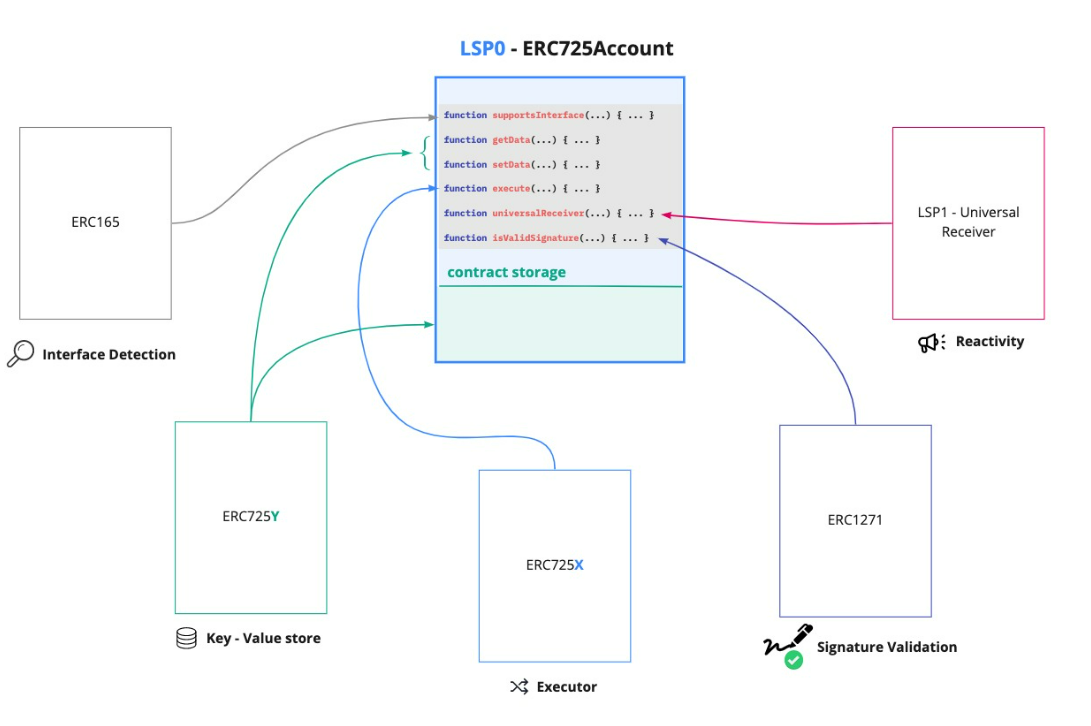 LSP0 - ERC725Account
function supportsInterface(...) { ... }
function getData(...) { ... }
function setData(...) { ... }
function execute(...) { ... }
function universalReceiver(...) { ... }
function isValidSignature(...) { ... }
contract storage
ERC165
Interface Detection
LSP1 - Universal
Receiver
Reactivity
ERC725Y
Key - Value store
ERC725X
Executor
ERC1271
Signature Validation